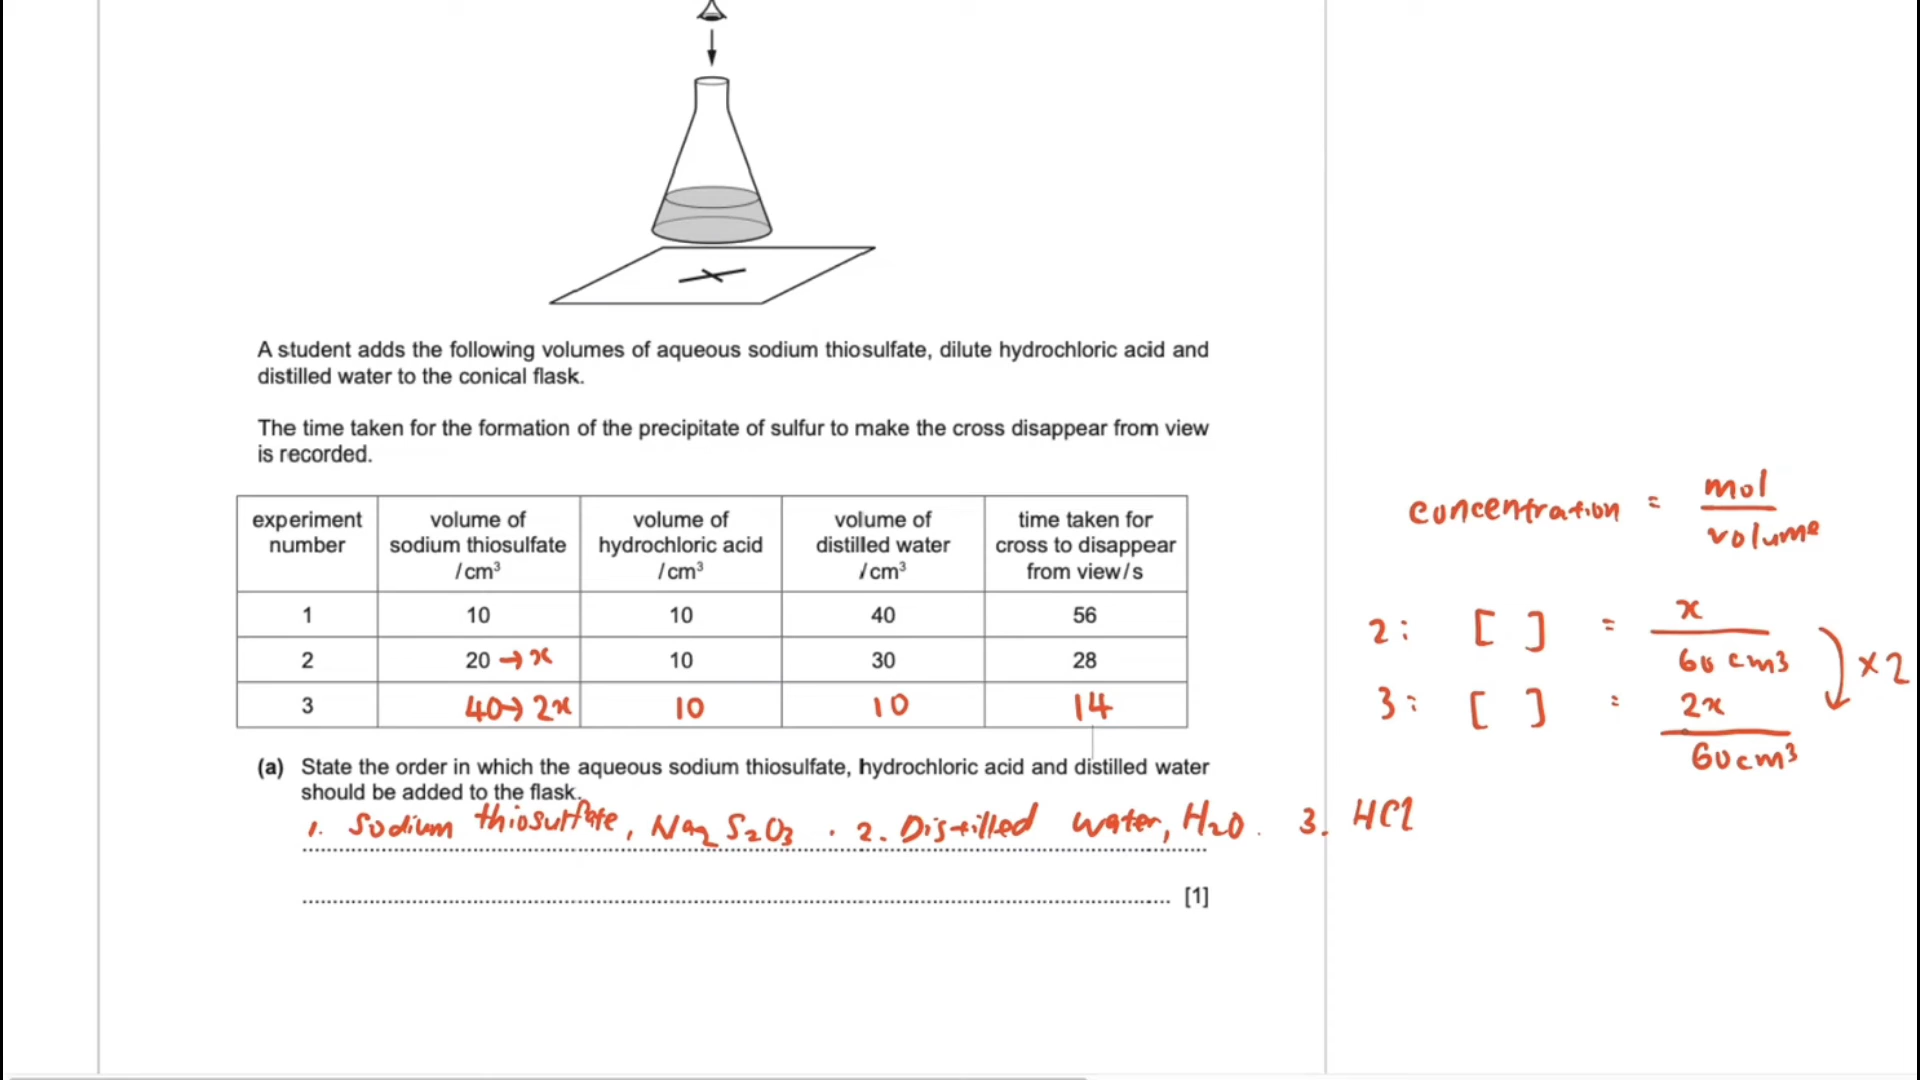 A student adds the following volumes of aqueous sodium thiosulfate, dilute hydrochloric acid and
distilled water to the conical flask.
The time taken for the formation of the precipitate of sulfur to make the cross disappear from view
is recorded.
experiment number | volume of sodium thiosulfate /cm³ | volume of hydrochloric acid /cm³ | volume of distilled water /cm³ | time taken for cross to disappear from view/s
1 | 10 | 10 | 40 | 56
2 | 20 → x | 10 | 30 | 28
3 | 40 → 2x | 10 | 10 | 14
concentration = mol / volume
2: [ ] = x / 60 cm3
3: [ ] = 2x / 60cm3
×2
(a) State the order in which the aqueous sodium thiosulfate, hydrochloric acid and distilled water
should be added to the flask.
1. Sodium thiosulfate, Na2S2O3 . 2. Distilled water, H2O. 3. HCl
[1]